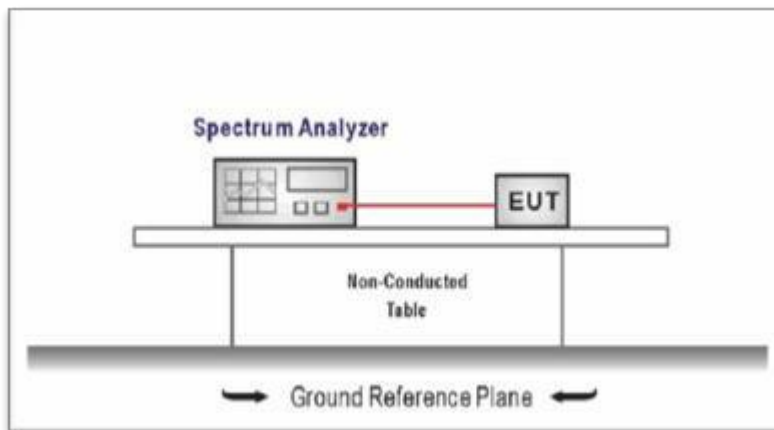 Spectrum Analyzer
EUT
Non-Conducted
Table
Ground Reference Plane